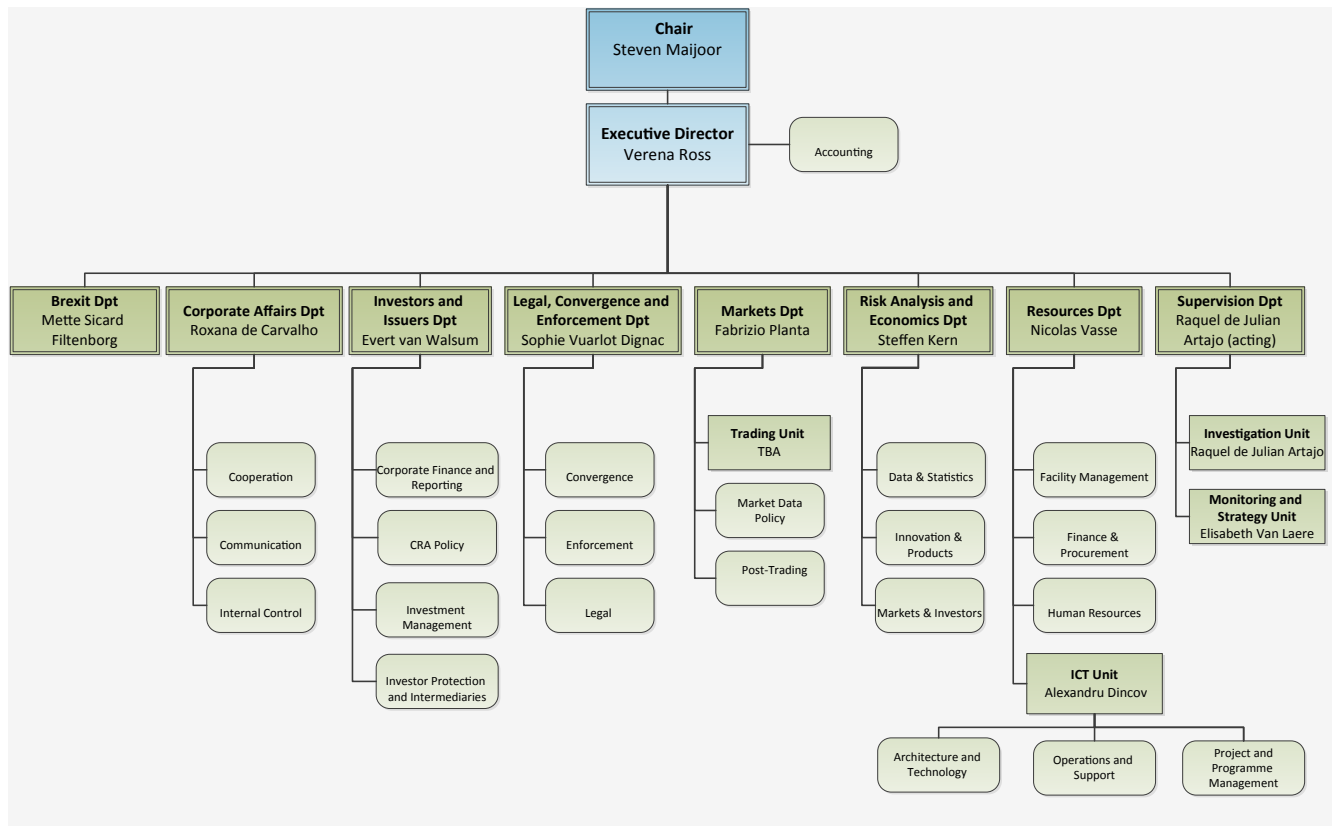 Chair
Steven Maijoor
Executive Director
Verena Ross
Accounting
Brexit Dpt
Mette Sicard
Filtenborg
Corporate Affairs Dpt
Roxana de Carvalho
Investors and
Issuers Dpt
Evert van Walsum
Legal, Convergence and
Enforcement Dpt
Sophie Vuarlot Dignac
Markets Dpt
Fabrizio Planta
Risk Analysis and
Economics Dpt
Steffen Kern
Resources Dpt
Nicolas Vasse
Supervision Dpt
Raquel de Julian
Artajo (acting)
Cooperation
Communication
Internal Control
Corporate Finance and
Reporting
CRA Policy
Investment
Management
Investor Protection
and Intermediaries
Convergence
Enforcement
Legal
Trading Unit
TBA
Market Data
Policy
Post-Trading
Data & Statistics
Innovation &
Products
Markets & Investors
Facility Management
Finance &
Procurement
Human Resources
ICT Unit
Alexandru Dincov
Architecture and
Technology
Operations and
Support
Project and
Programme
Management
Investigation Unit
Raquel de Julian Artajo
Monitoring and
Strategy Unit
Elisabeth Van Laere